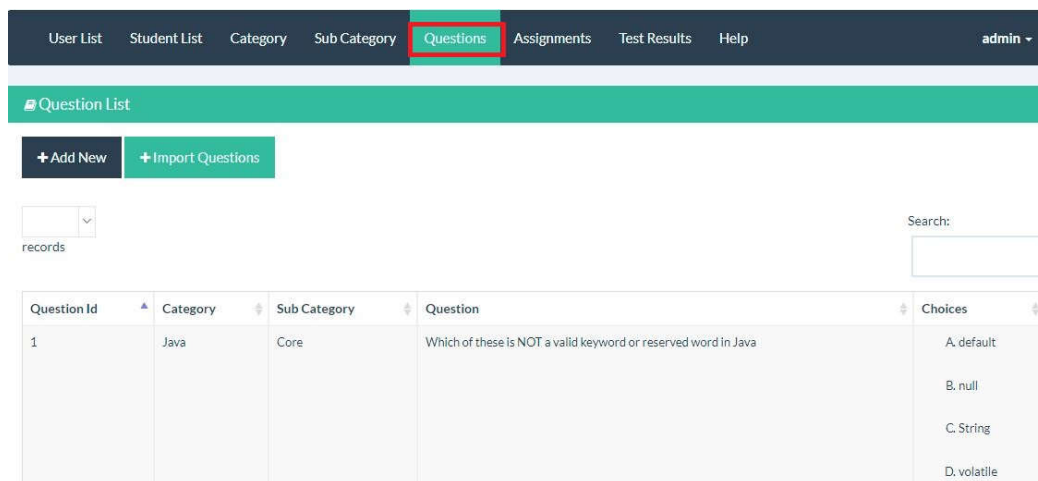 User List Student List Category Sub Category Questions Assignments Test Results Help admin
Question List
+ Add New + Import Questions
Search:
records
Question Id Category Sub Category Question Choices
1 Java Core Which of these is NOT a valid keyword or reserved word in Java A. default
B. null
C. String
D. volatile